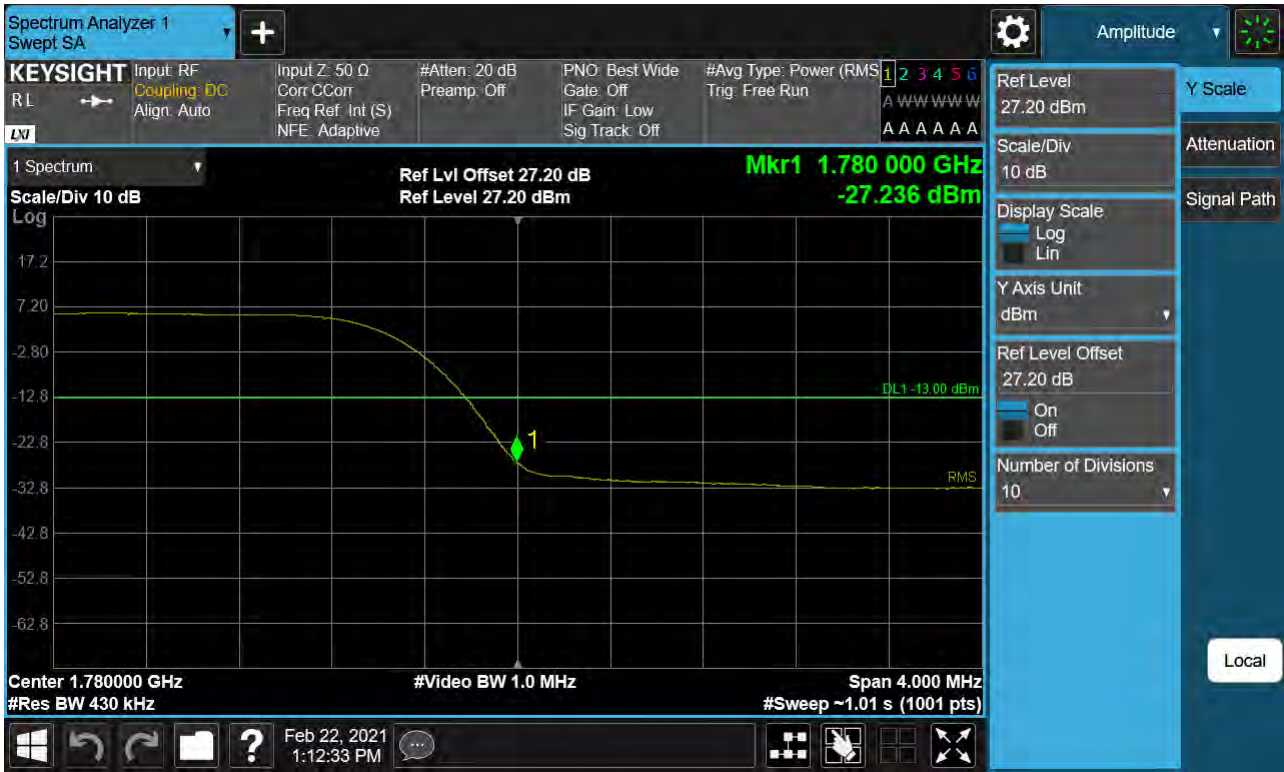 Spectrum Analyzer 1
Swept SA
Amplitude
KEYSIGHT
RL
LXI
Input: RF
Coupling: DC
Align: Auto
Input Z: 50 Ω
Corr CCorr
Freq Ref: Int (S)
NFE: Adaptive
#Atten: 20 dB
Preamp: Off
PNO: Best Wide
Gate: Off
IF Gain: Low
Sig Track: Off
#Avg Type: Power (RMS
Trig: Free Run
1 2 3 4 5 6
A W W W W W
A A A A A A
1 Spectrum
Scale/Div 10 dB
Ref Lvl Offset 27.20 dB
Ref Level 27.20 dBm
Mkr1 1.780 000 GHz
-27.236 dBm
Log
17.2
7.20
-2.80
-12.8
-22.8
-32.8
-42.8
-52.8
-62.8
DL1 -13.00 dBm
1
RMS
Center 1.780000 GHz
#Res BW 430 kHz
#Video BW 1.0 MHz
Span 4.000 MHz
#Sweep ~1.01 s (1001 pts)
Ref Level
27.20 dBm
Scale/Div
10 dB
Display Scale
Log
Lin
Y Axis Unit
dBm
Ref Level Offset
27.20 dB
On
Off
Number of Divisions
10
Y Scale
Attenuation
Signal Path
Local
?
Feb 22, 2021
1:12:33 PM